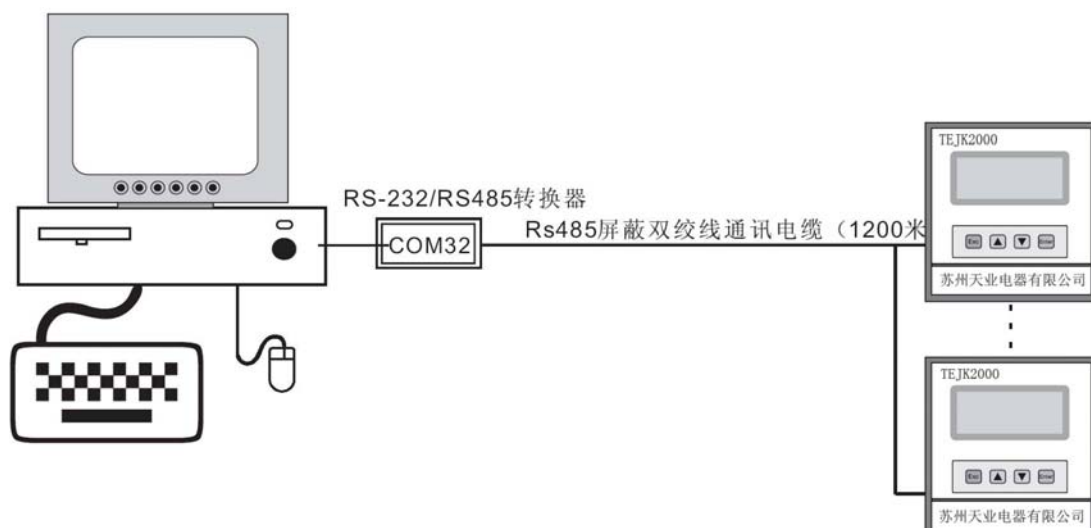 RS-232/RS485转换器
COM32
Rs485屏蔽双绞线通讯电缆（1200米
TEJK2000
Esc
Enter
苏州天业电器有限公司
TEJK2000
Esc
Enter
苏州天业电器有限公司